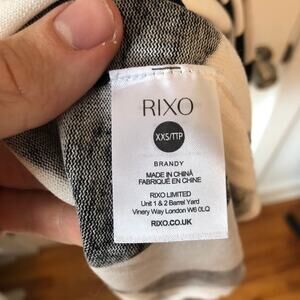 RIXO
XXS/TTP
BRANDY
MADE IN CHINA
FABRIQUÉ EN CHINE
RIXO LIMITED
Unit 1 & 2 Barrel Yard
Vinery Way London W6 0LQ
RIXO.CO.UK